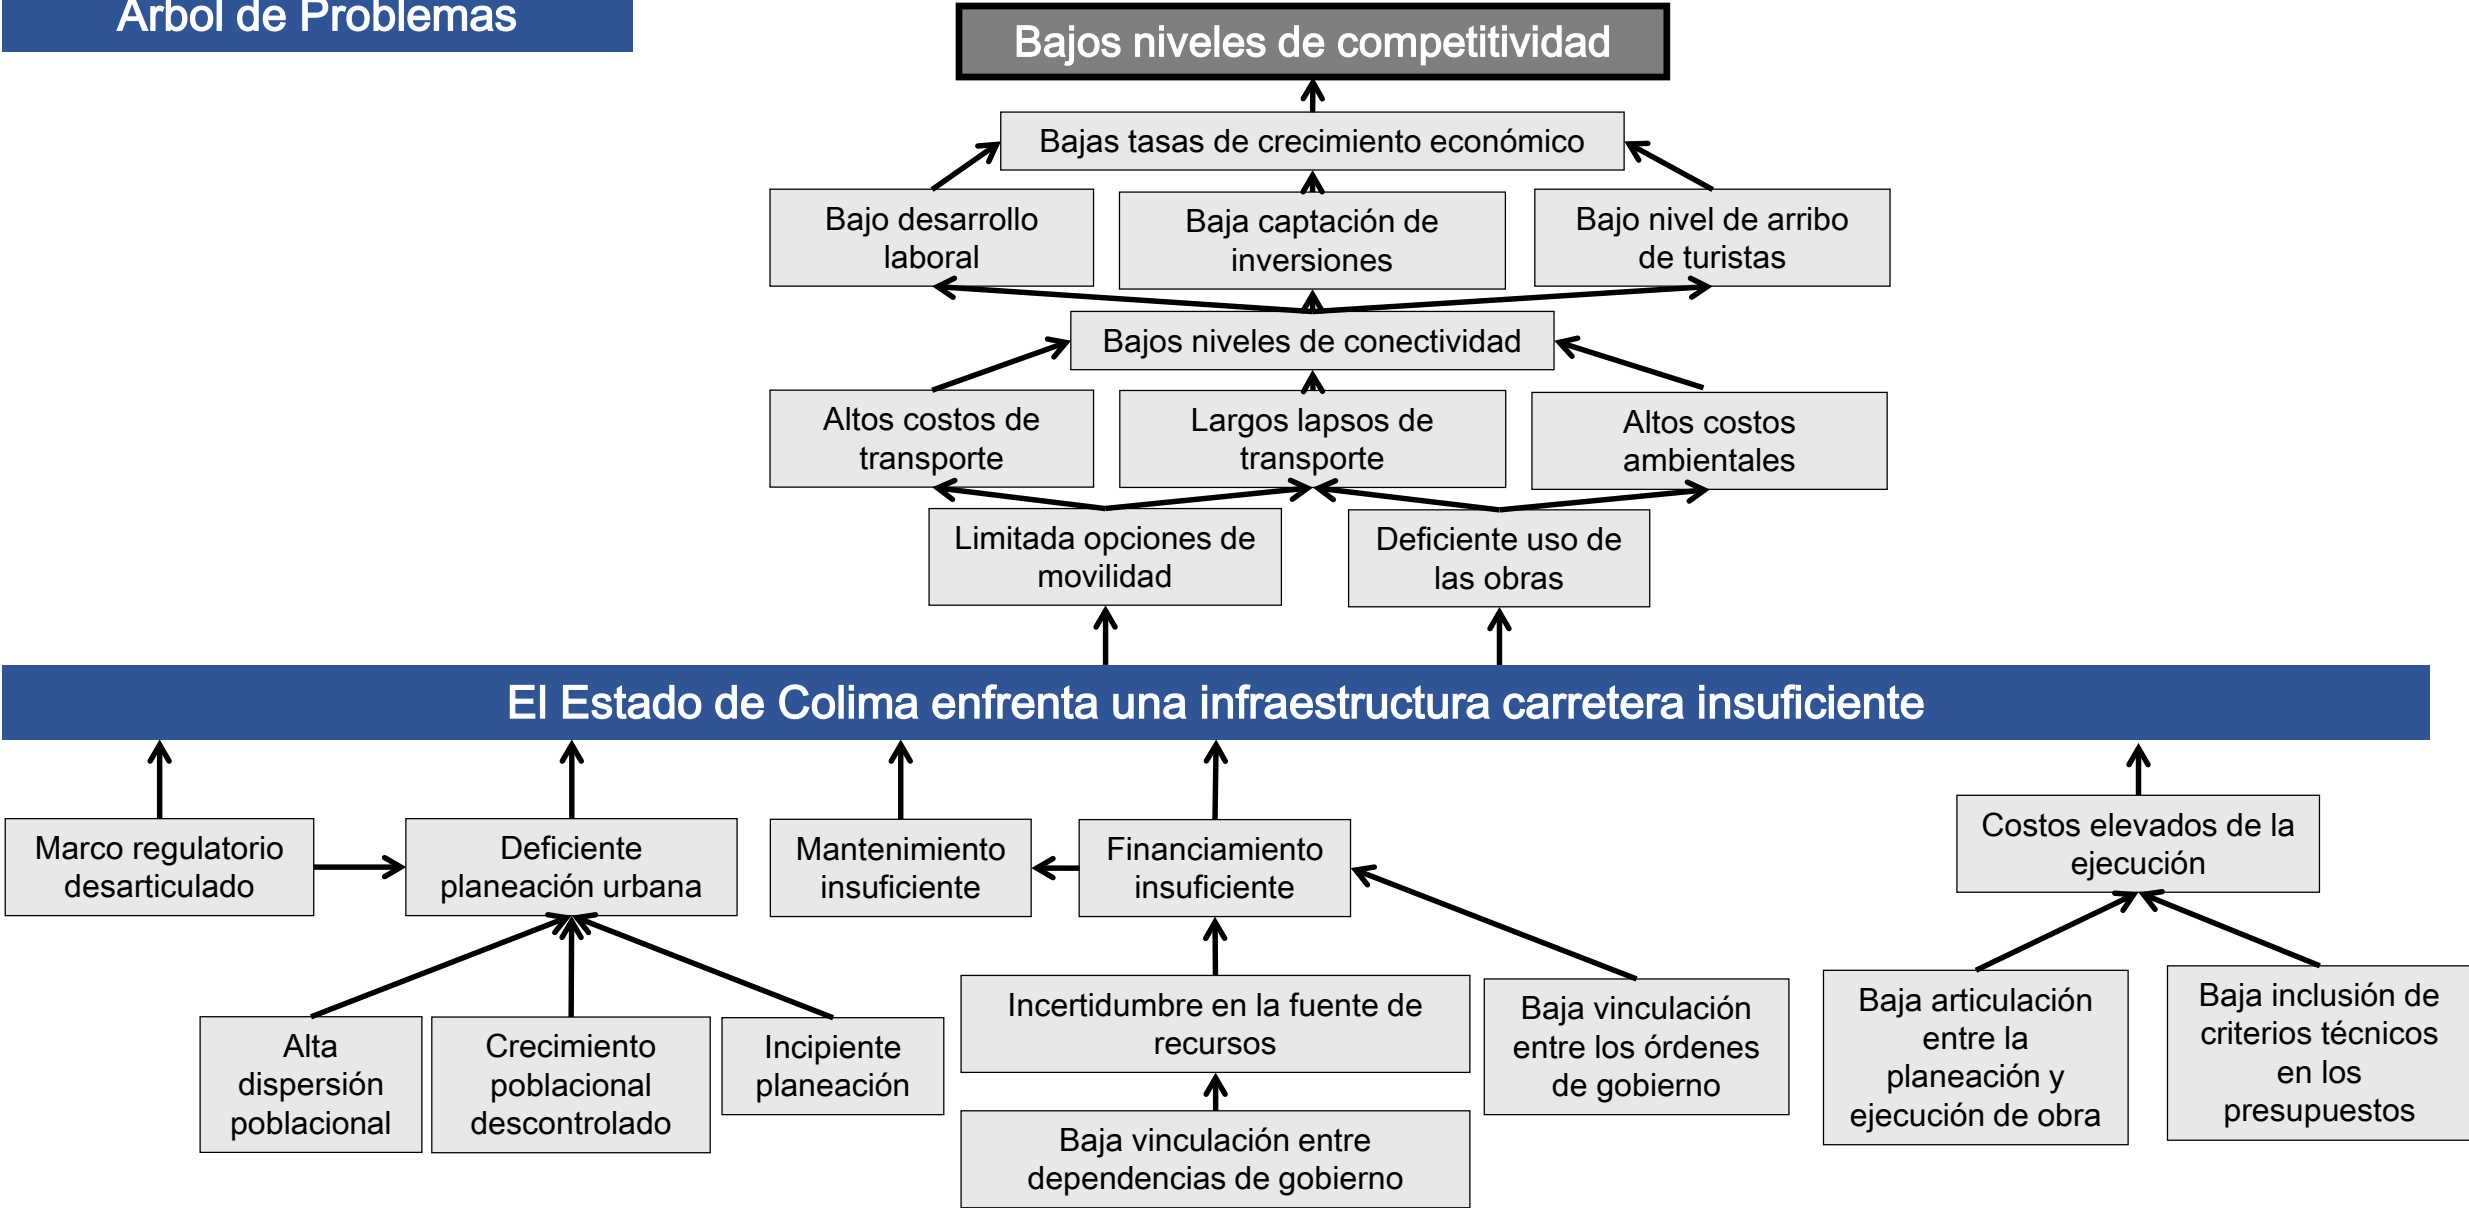 Árbol de Problemas
Bajos niveles de competitividad
Bajas tasas de crecimiento económico
Bajo desarrollo
laboral
Baja captación de
inversiones
Bajo nivel de arribo
de turistas
Bajos niveles de conectividad
Altos costos de
transporte
Largos lapsos de
transporte
Altos costos
ambientales
Limitada opciones de
movilidad
Deficiente uso de
las obras
El Estado de Colima enfrenta una infraestructura carretera insuficiente
Marco regulatorio
desarticulado
Deficiente
planeación urbana
Mantenimiento
insuficiente
Financiamiento
insuficiente
Costos elevados de la
ejecución
Alta
dispersión
poblacional
Crecimiento
poblacional
descontrolado
Incipiente
planeación
Incertidumbre en la fuente de
recursos
Baja vinculación entre
dependencias de gobierno
Baja vinculación
entre los órdenes
de gobierno
Baja articulación
entre la
planeación y
ejecución de obra
Baja inclusión de
criterios técnicos
en los
presupuestos